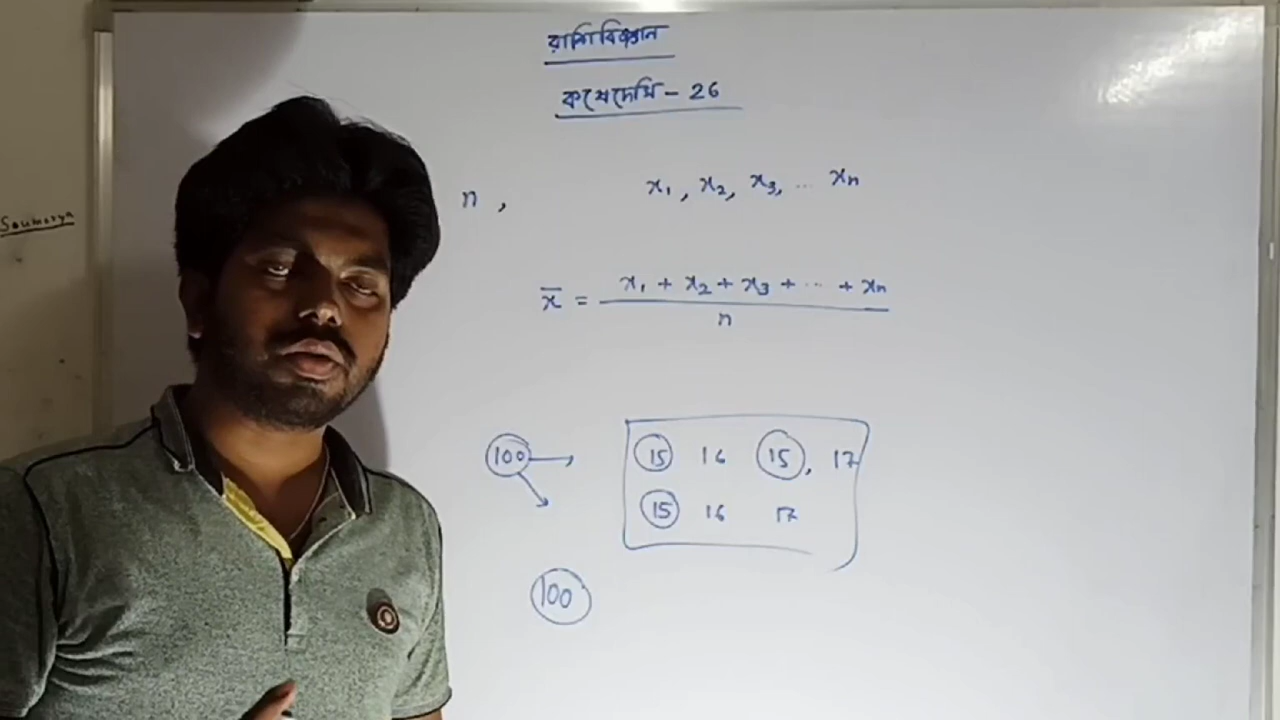 রাশিবিজ্ঞান
কষে দেখি - 26
Soumavya
n , x₁ , x₂, x₃, ... xₙ
x̄ = (x₁ + x₂ + x₃ + ... + xₙ) / n
100 → 15 16 15, 17
15 16 17
100